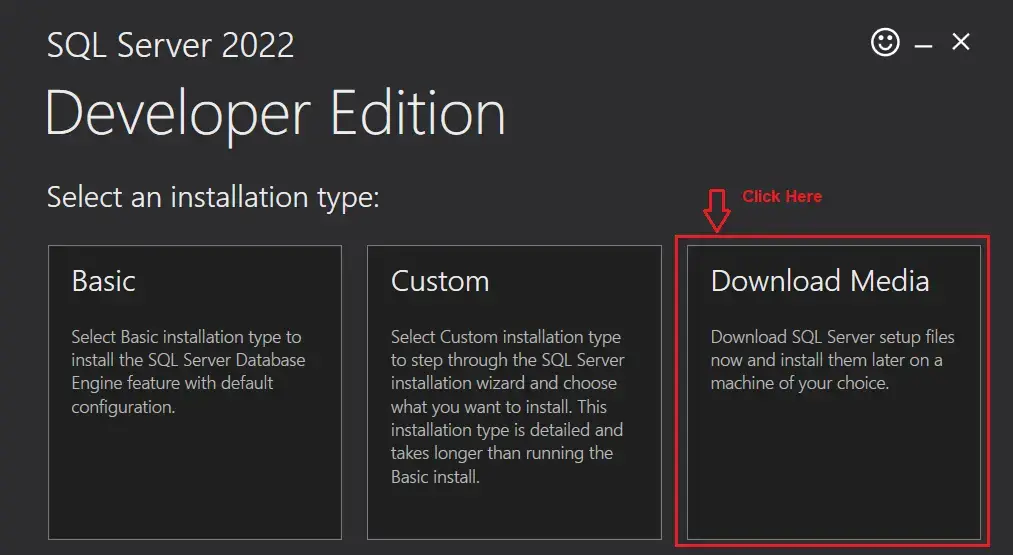 SQL Server 2022
Developer Edition
Select an installation type:
Click Here
Basic
Select Basic installation type to
install the SQL Server Database
Engine feature with default
configuration.
Custom
Select Custom installation type
to step through the SQL Server
installation wizard and choose
what you want to install. This
installation type is detailed and
takes longer than running the
Basic install.
Download Media
Download SQL Server setup files
now and install them later on a
machine of your choice.